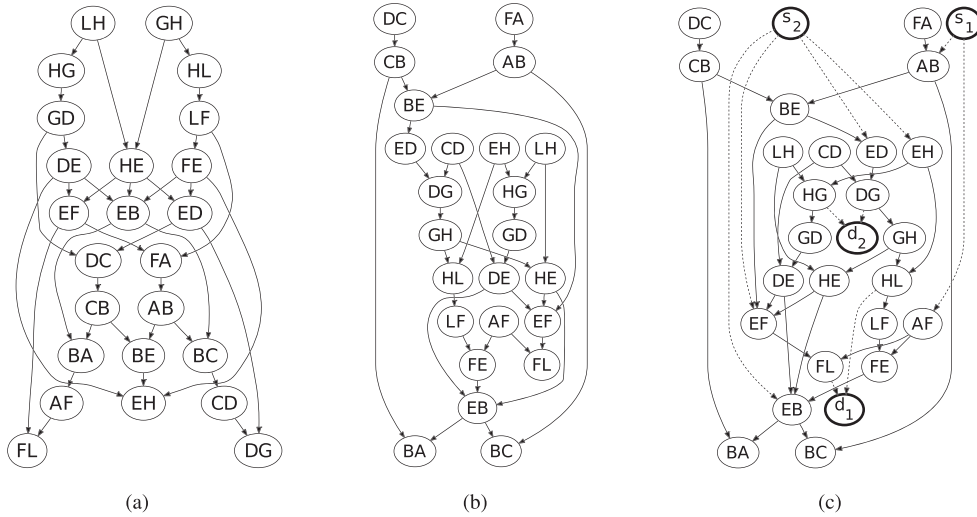 LH GH
HG HL
GD LF
DE HE FE
EF EB ED
DC FA
CB AB
BA BE BC
AF EH CD
FL DG
(a)
DC FA
CB AB
BE
ED CD EH LH
DG HG
GH GD
HL DE HE
LF AF EF
FE FL
EB
BA BC
(b)
DC s2 FA s1
CB AB
BE
LH CD ED EH
HG DG
GD d2 GH
DE HE HL
EF LF AF
FL FE
EB d1
BA BC
(c)